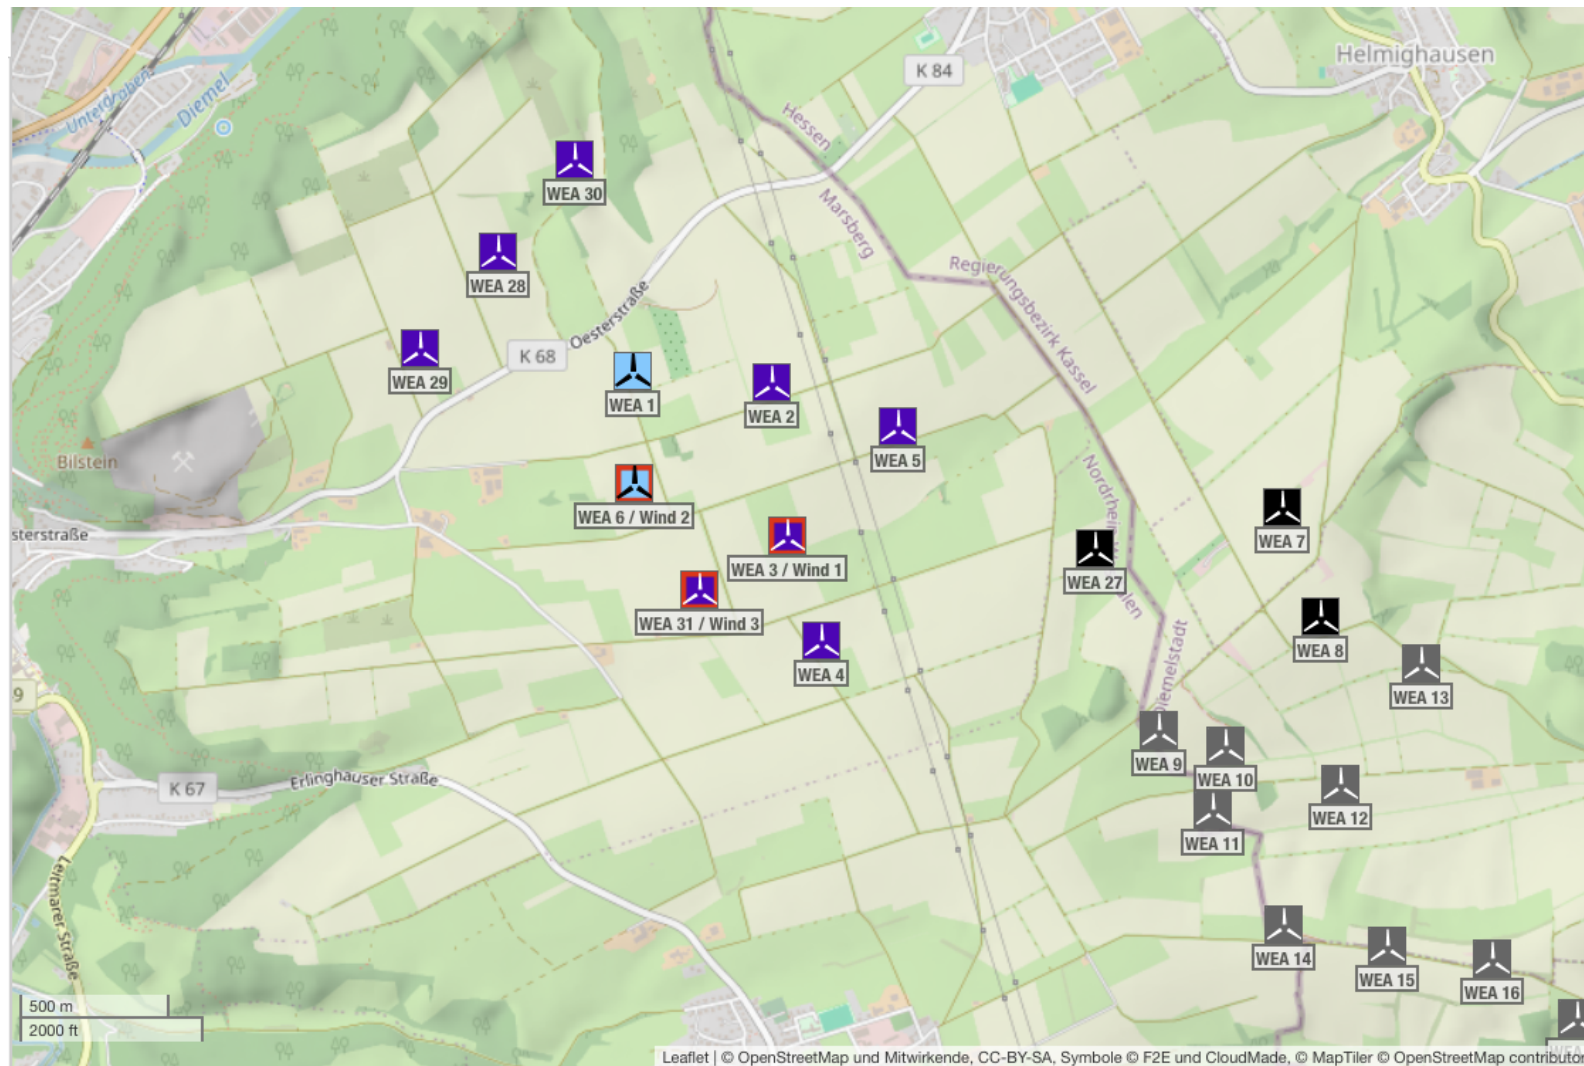 Helmighausen
K 84
Untergraben
Diemel
Hessen
WEA 30
Marsberg
WEA 28
Regierungsbezirk Kassel
Oesterstraße
K 68
WEA 29
WEA 1
WEA 2
WEA 5
Bilstein
WEA 6 / Wind 2
WEA 7
sterstraße
WEA 3 / Wind 1
WEA 27
WEA 31 / Wind 3
WEA 8
WEA 4
Diemelstadt
WEA 13
9
WEA 9
WEA 10
K 67
Erlinghauser Straße
WEA 12
WEA 11
Leitmarer Straße
WEA 14
WEA 15
WEA 16
500 m
2000 ft
Leaflet | © OpenStreetMap und Mitwirkende, CC-BY-SA, Symbole © F2E und CloudMade, © MapTiler © OpenStreetMap contributor